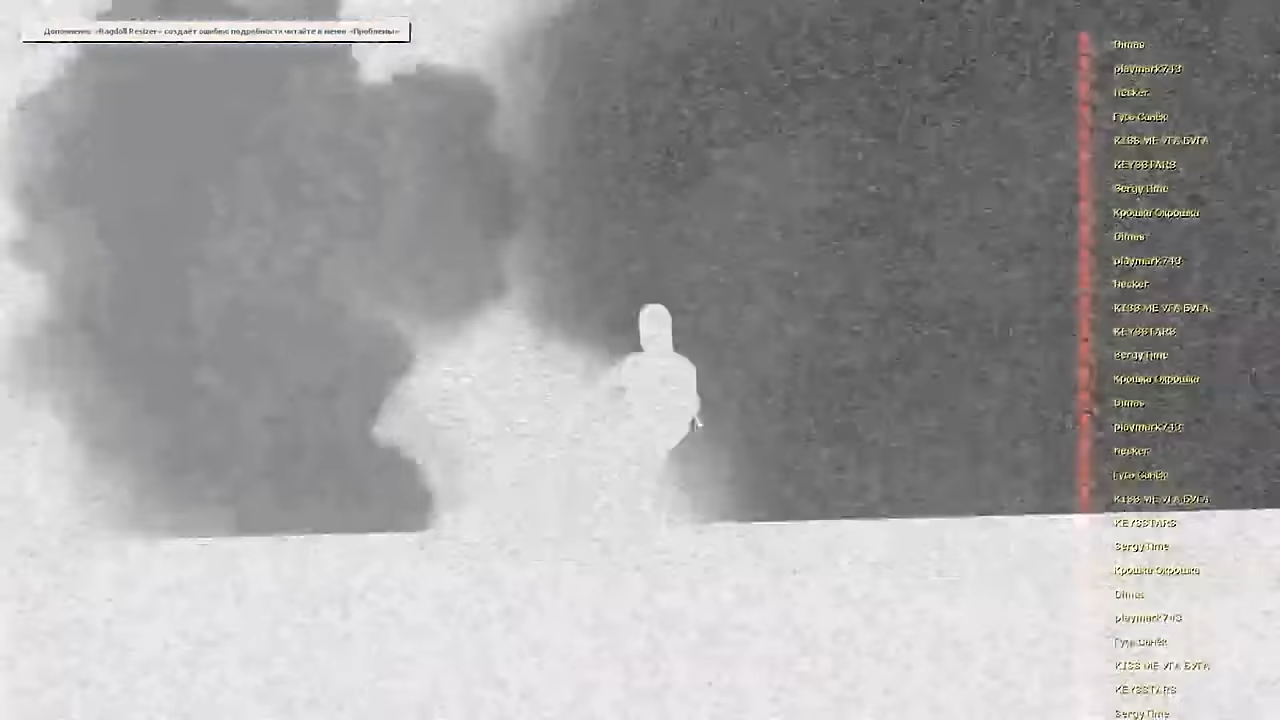 Дополнение «Ragdoll Resizer» создаёт ошибки; подробности читайте в меню «Проблемы»
Dimas
playmark743
hecker
Гусь Санёк
KISS ME УГА БУГА
KEYSSTARS
Sergy Time
Крошка Окрошка
Dimas
playmark743
hecker
KISS ME УГА БУГА
KEYSSTARS
Sergy Time
Крошка Окрошка
Dimas
playmark743
hecker
Гусь Санёк
KISS ME УГА БУГА
KEYSSTARS
Sergy Time
Крошка Окрошка
Dimas
playmark743
Гусь Санёк
KISS ME УГА БУГА
KEYSSTARS
Sergy Time